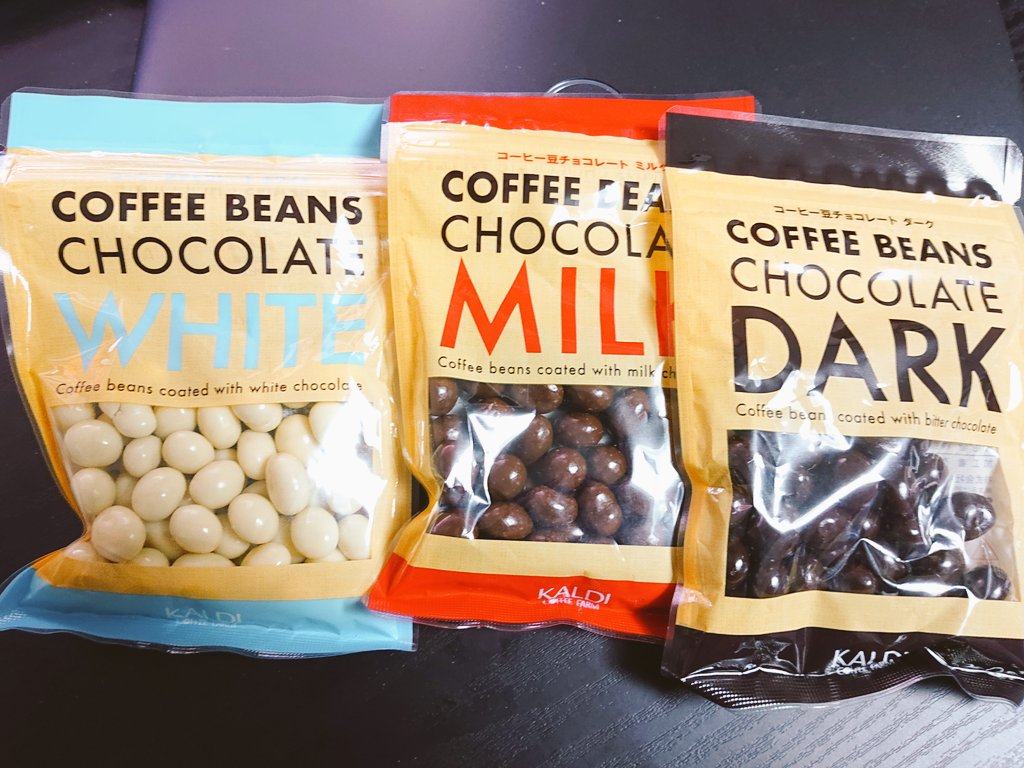 COFFEE BEANS
CHOCOLATE
WHITE
Coffee beans coated with white chocolate
KALDI
COFFEE FARM
コーヒー豆チョコレート ミルク
COFFEE BEA
CHOCOLA
MIL
Coffee beans coated with milk ch
KALDI
COFFEE FARM
コーヒー豆チョコレート ダーク
COFFEE BEANS
CHOCOLATE
DARK
Coffee beans coated with bitter chocolate
KALDI